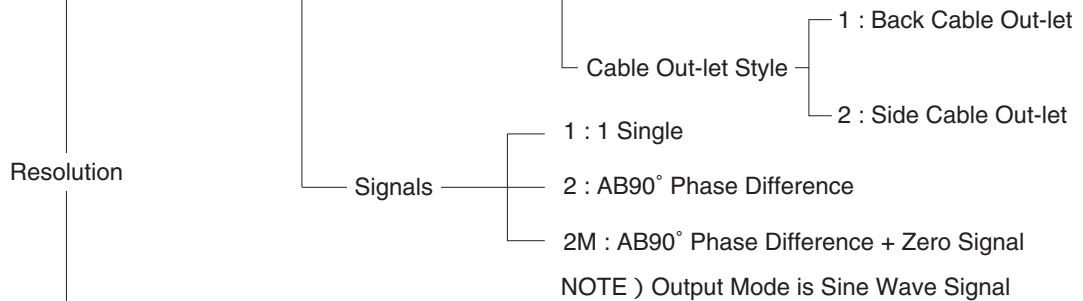 1 : Back Cable Out-let
Cable Out-let Style
2 : Side Cable Out-let
1 : 1 Single
Resolution
Signals
2 : AB90° Phase Difference
2M : AB90° Phase Difference + Zero Signal
NOTE ) Output Mode is Sine Wave Signal